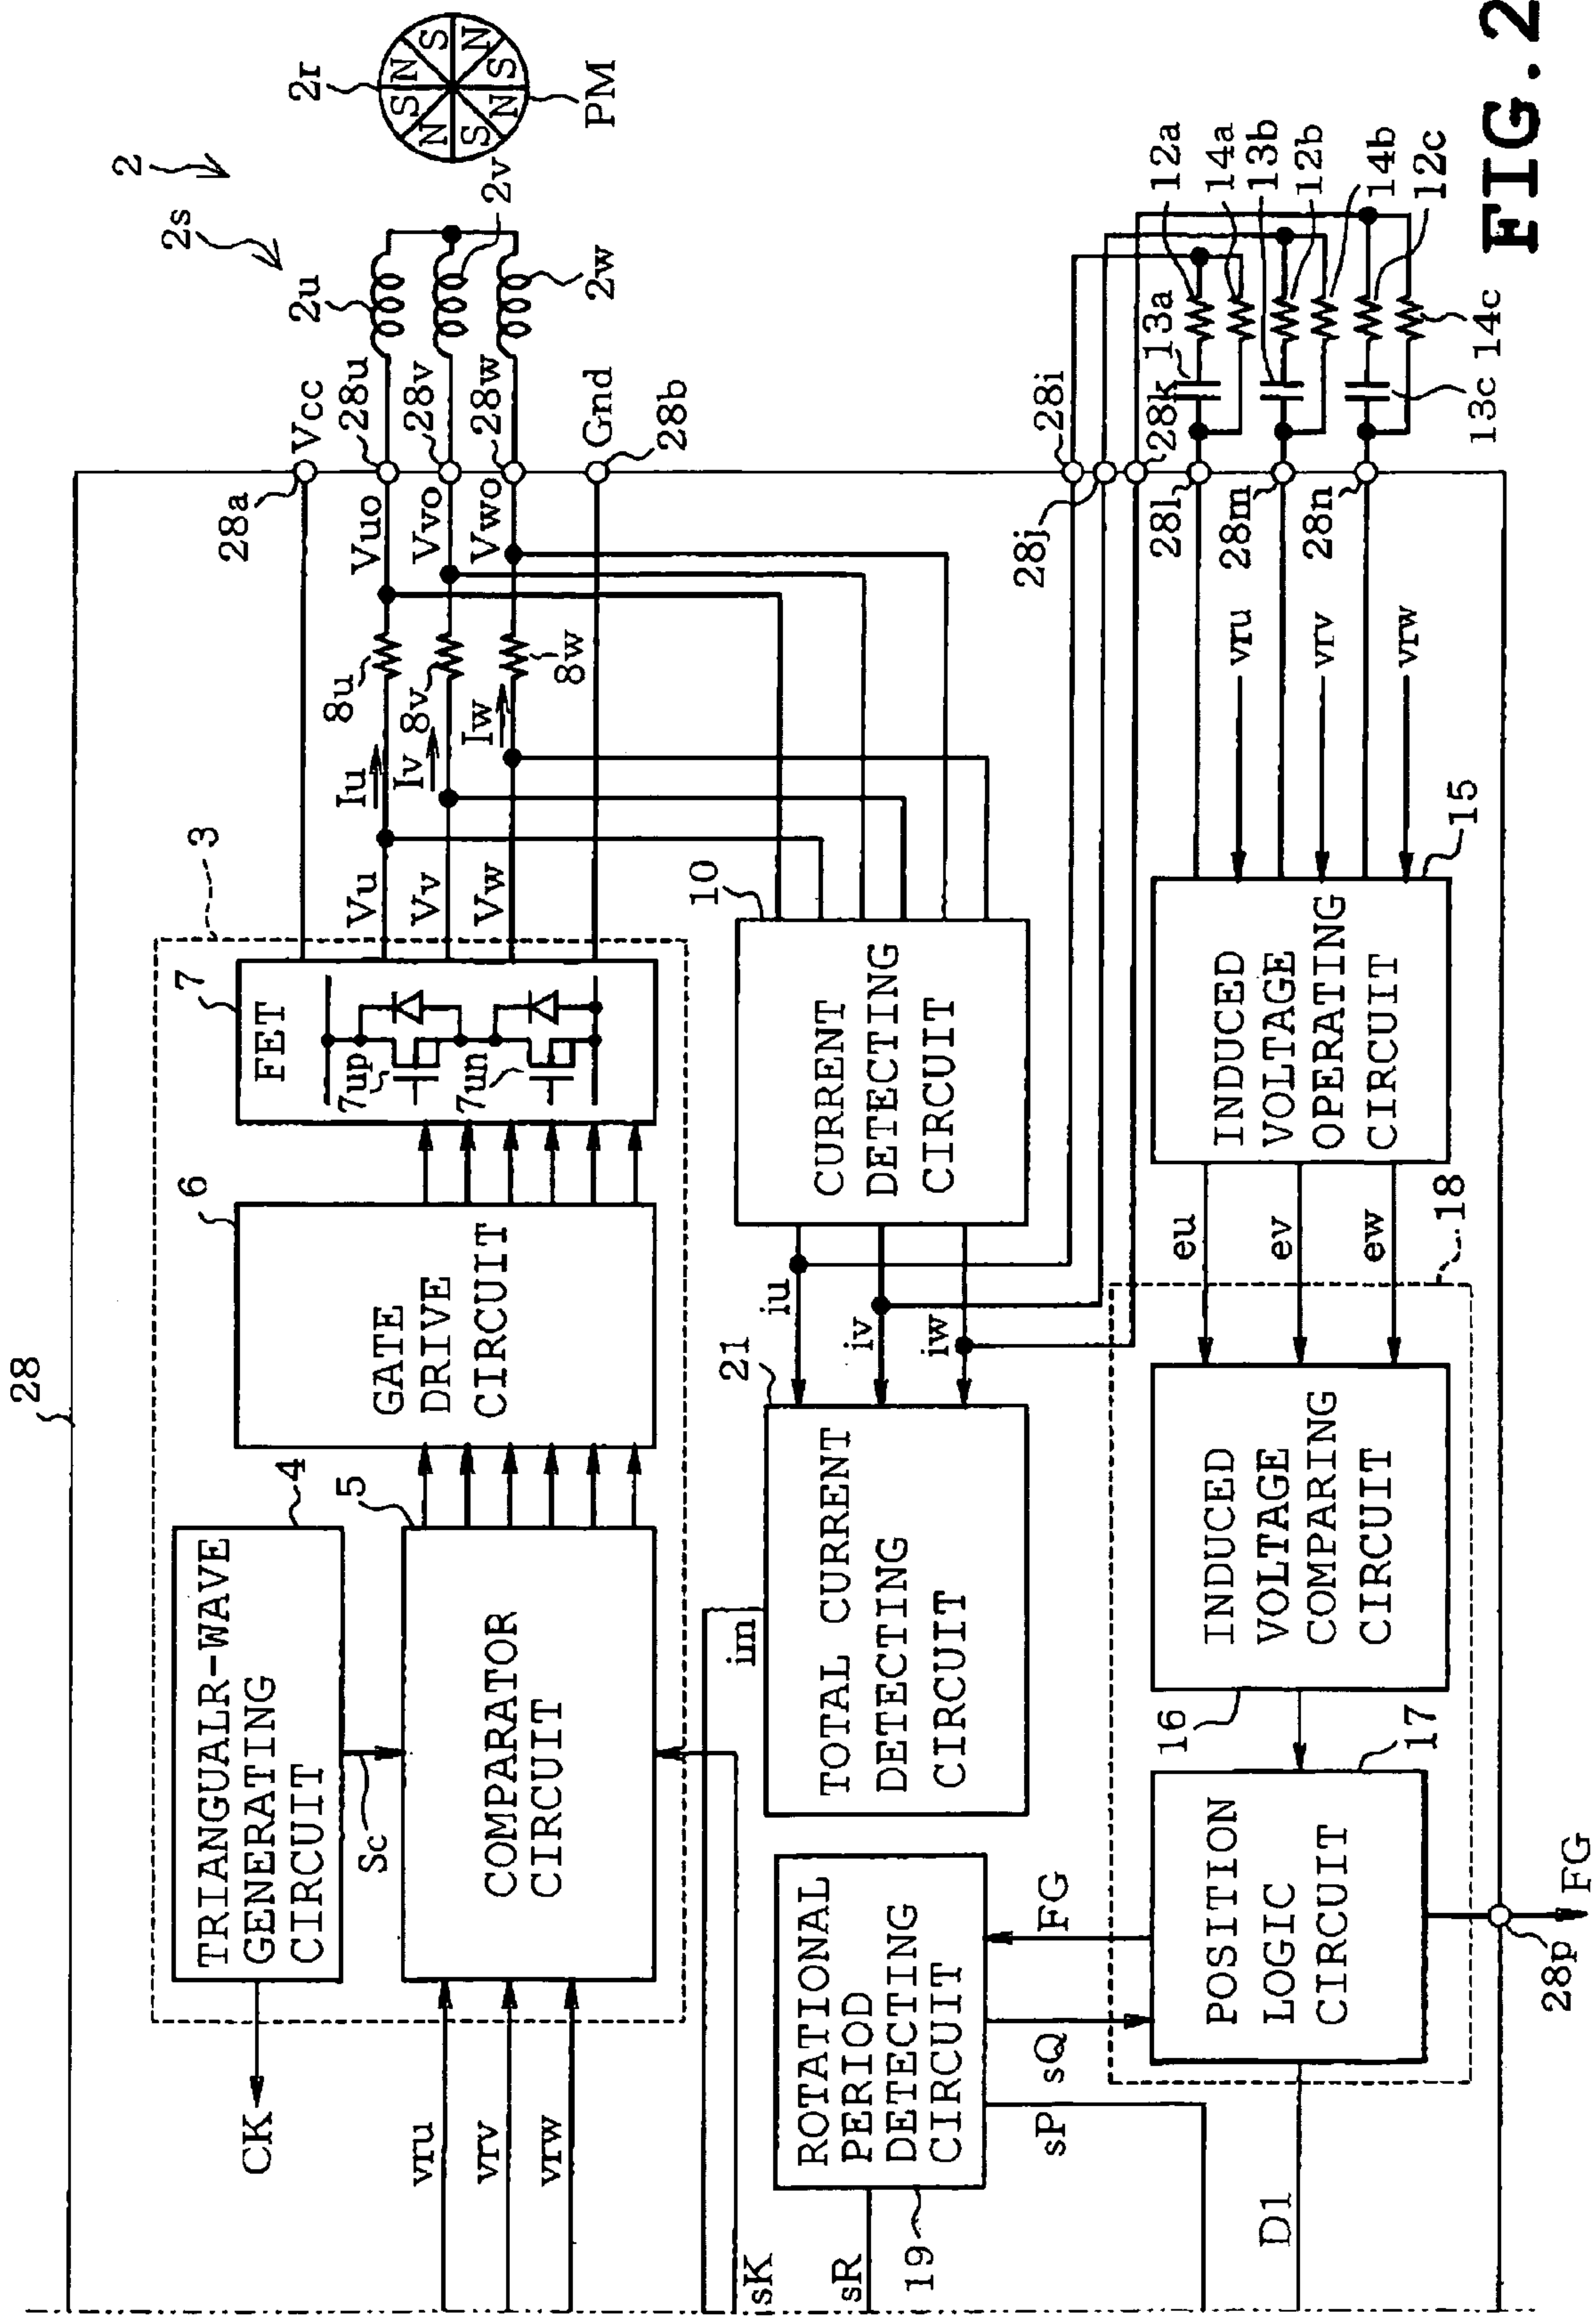 28
2
2s
2r
S
N
N
S
S
N
N
S
PM
2u
2v
2w
Vcc
28a
28u
28v
28w
Gnd
28b
Vuo
Vvo
Vwo
8u
8v
8w
Iu
Iv
Iw
Vu
Vv
Vw
3
7
FET
7up
7un
6
GATE
DRIVE
CIRCUIT
4
TRIANGUALR-WAVE
GENERATING
CIRCUIT
CK
Sc
5
COMPARATOR
CIRCUIT
vru
vrv
vrw
sK
10
CURRENT
DETECTING
CIRCUIT
iu
iv
iw
21
TOTAL CURRENT
DETECTING
CIRCUIT
im
28i
28j
28k
28l
28m
28n
13a
12a
14a
13b
12b
14b
12c
13c
14c
vru
vrv
vrw
15
INDUCED
VOLTAGE
OPERATING
CIRCUIT
eu
ev
ew
18
INDUCED
VOLTAGE
COMPARING
CIRCUIT
16
17
POSITION
LOGIC
CIRCUIT
ROTATIONAL
PERIOD
DETECTING
CIRCUIT
19
sR
FG
sQ
sP
D1
28p
FG
FIG.2